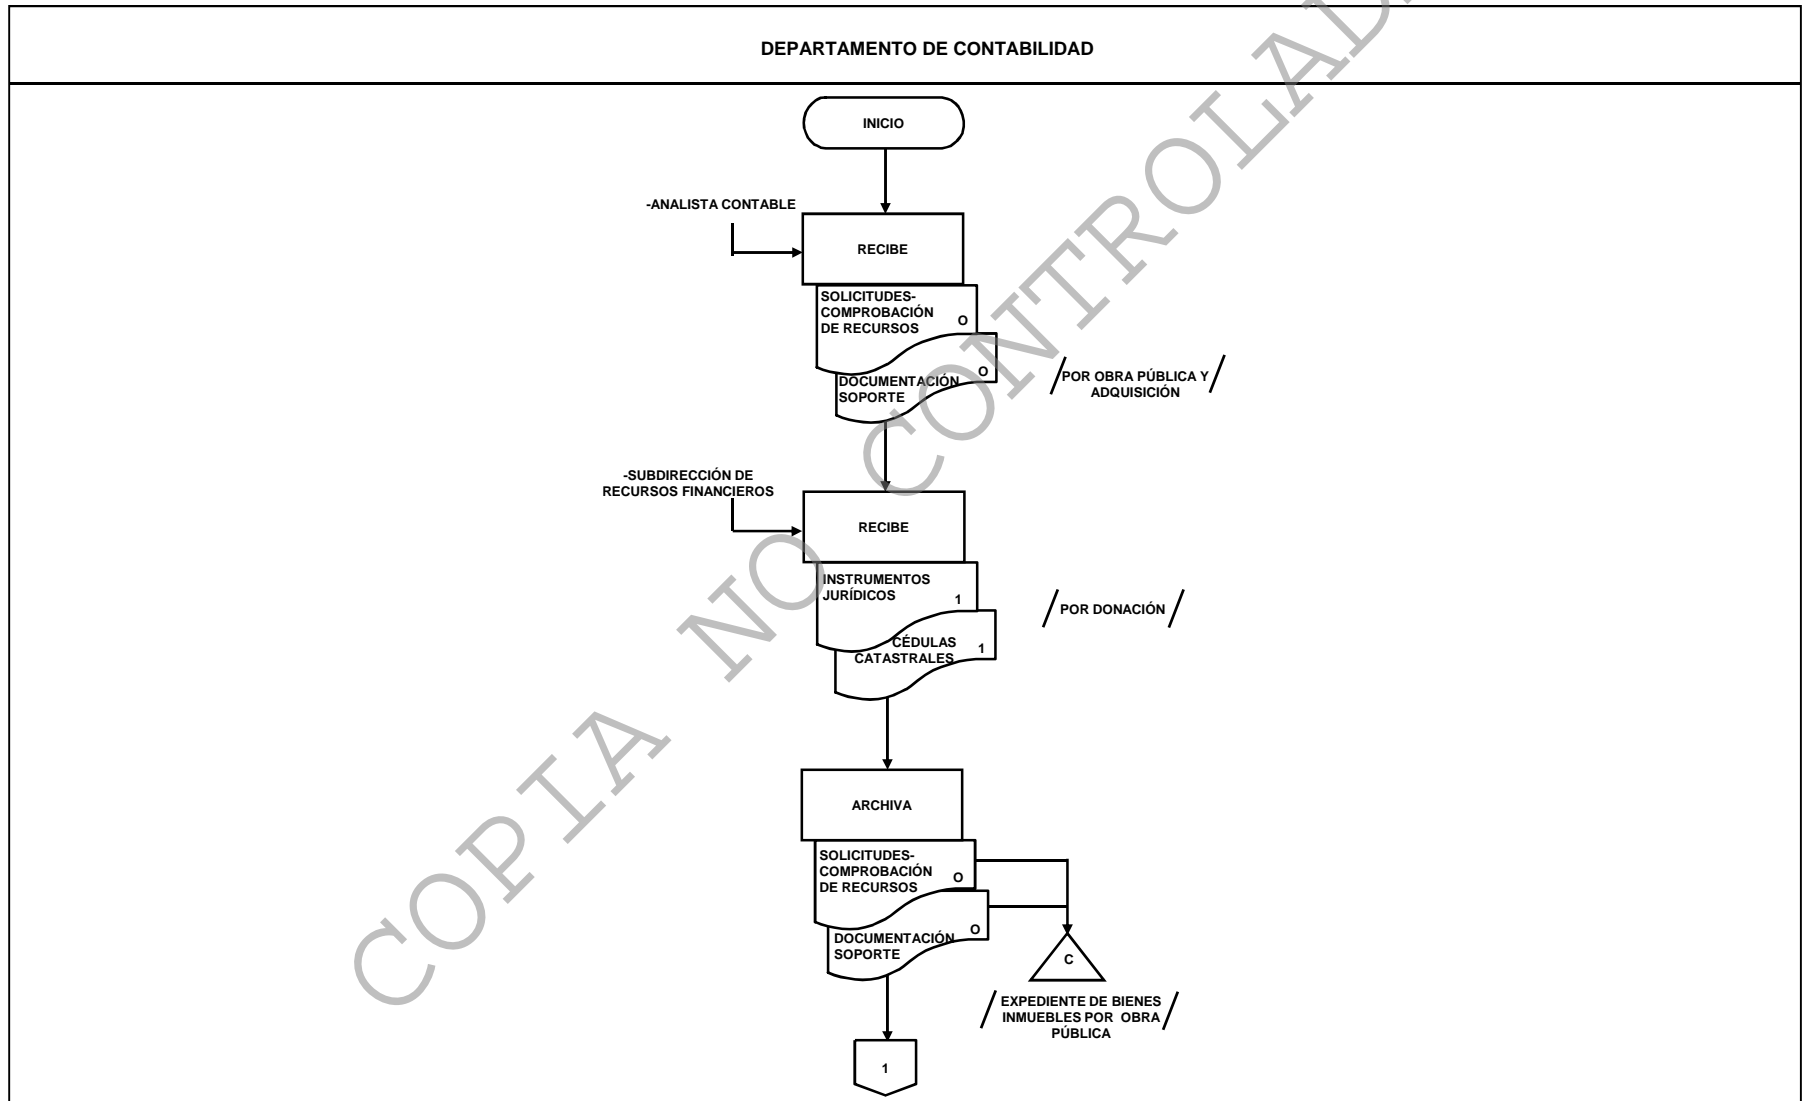 DEPARTAMENTO DE CONTABILIDAD
INICIO
-ANALISTA CONTABLE
RECIBE
SOLICITUDES-
COMPROBACIÓN
DE RECURSOS
O
DOCUMENTACIÓN
SOPORTE
O
POR OBRA PÚBLICA Y
ADQUISICIÓN
-SUBDIRECCIÓN DE
RECURSOS FINANCIEROS
RECIBE
INSTRUMENTOS
JURÍDICOS
1
CÉDULAS
CATASTRALES
1
POR DONACIÓN
ARCHIVA
SOLICITUDES-
COMPROBACIÓN
DE RECURSOS
O
DOCUMENTACIÓN
SOPORTE
O
C
EXPEDIENTE DE BIENES
INMUEBLES POR OBRA
PÚBLICA
1
COPIA NO CONTROLAD